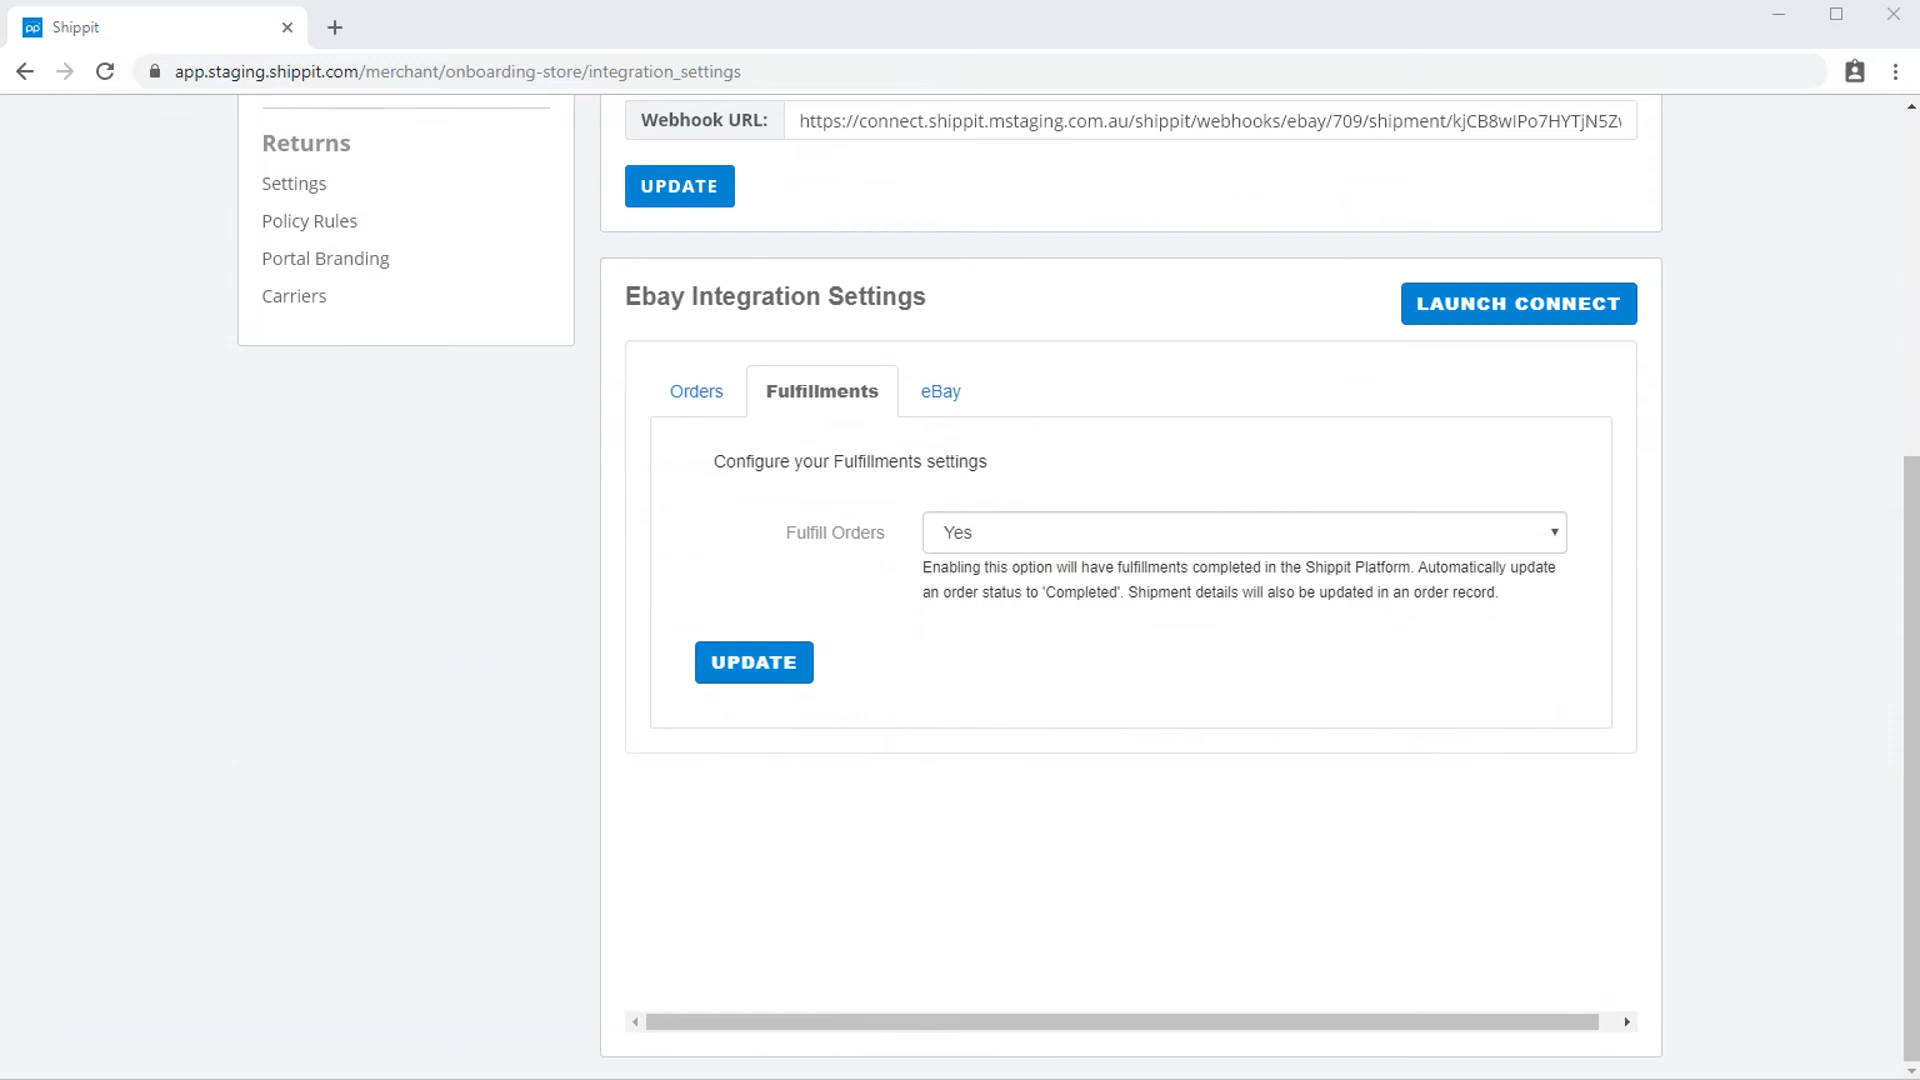 Shippit
app.staging.shippit.com/merchant/onboarding-store/integration_settings
Returns
Settings
Policy Rules
Portal Branding
Carriers
Webhook URL:
https://connect.shippit.mstaging.com.au/shippit/webhooks/ebay/709/shipment/kjCB8wIPo7HYTjN5Z
UPDATE
Ebay Integration Settings
LAUNCH CONNECT
Orders
Fulfillments
eBay
Configure your Fulfillments settings
Fulfill Orders
Yes
Enabling this option will have fulfillments completed in the Shippit Platform. Automatically update
an order status to 'Completed'. Shipment details will also be updated in an order record.
UPDATE